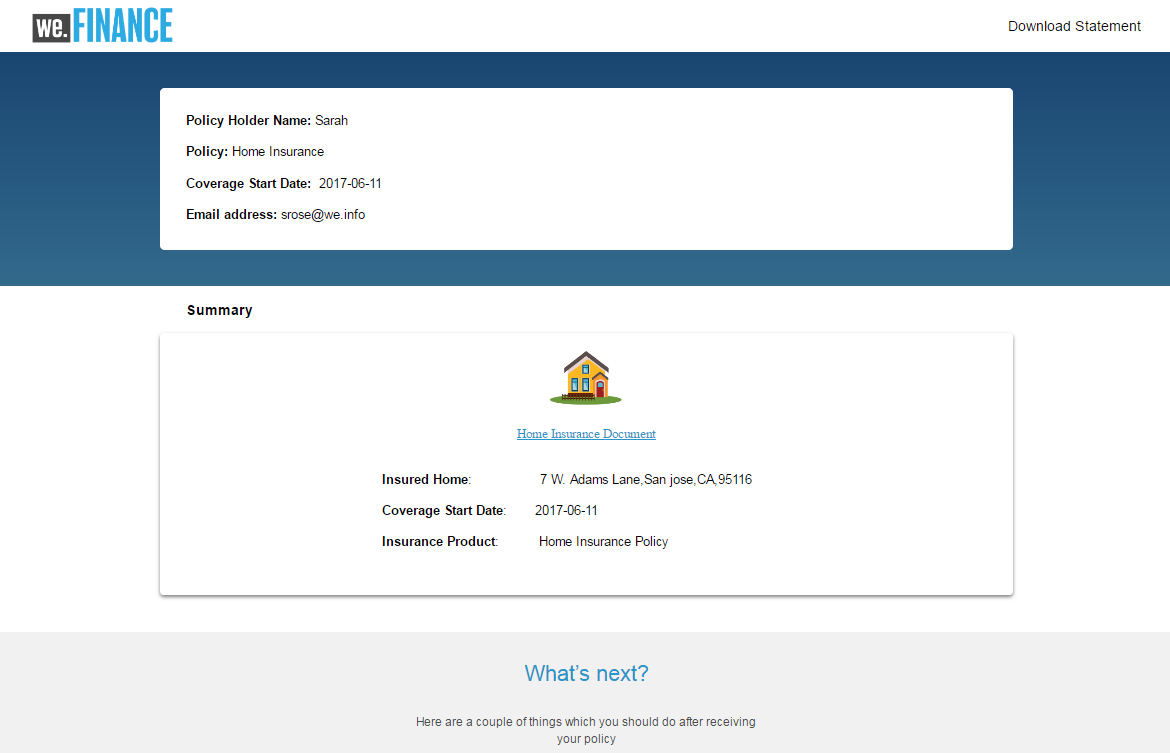 we.FINANCE
Download Statement
Policy Holder Name: Sarah
Policy: Home Insurance
Coverage Start Date: 2017-06-11
Email address: srose@we.info
Summary
Home Insurance Document
Insured Home: 7 W. Adams Lane,San jose,CA,95116
Coverage Start Date: 2017-06-11
Insurance Product: Home Insurance Policy
What’s next?
Here are a couple of things which you should do after receiving
your policy